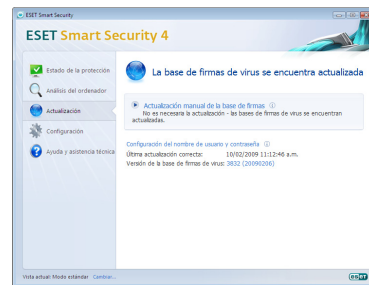 ESET Smart Security
ESET Smart Security 4
Estado de la protección
Análisis del ordenador
Actualización
Configuración
Ayuda y asistencia técnica
La base de firmas de virus se encuentra actualizada
Actualización manual de la base de firmas
No es necesaria la actualización - las bases de firmas de virus se encuentran
actualizadas.
Configuración del nombre de usuario y contraseña
Última actualización correcta: 10/02/2009 11:12:46 a.m.
Versión de la base de firmas de virus: 3832 (20090206)
Vista actual: Modo estándar Cambiar...
eset